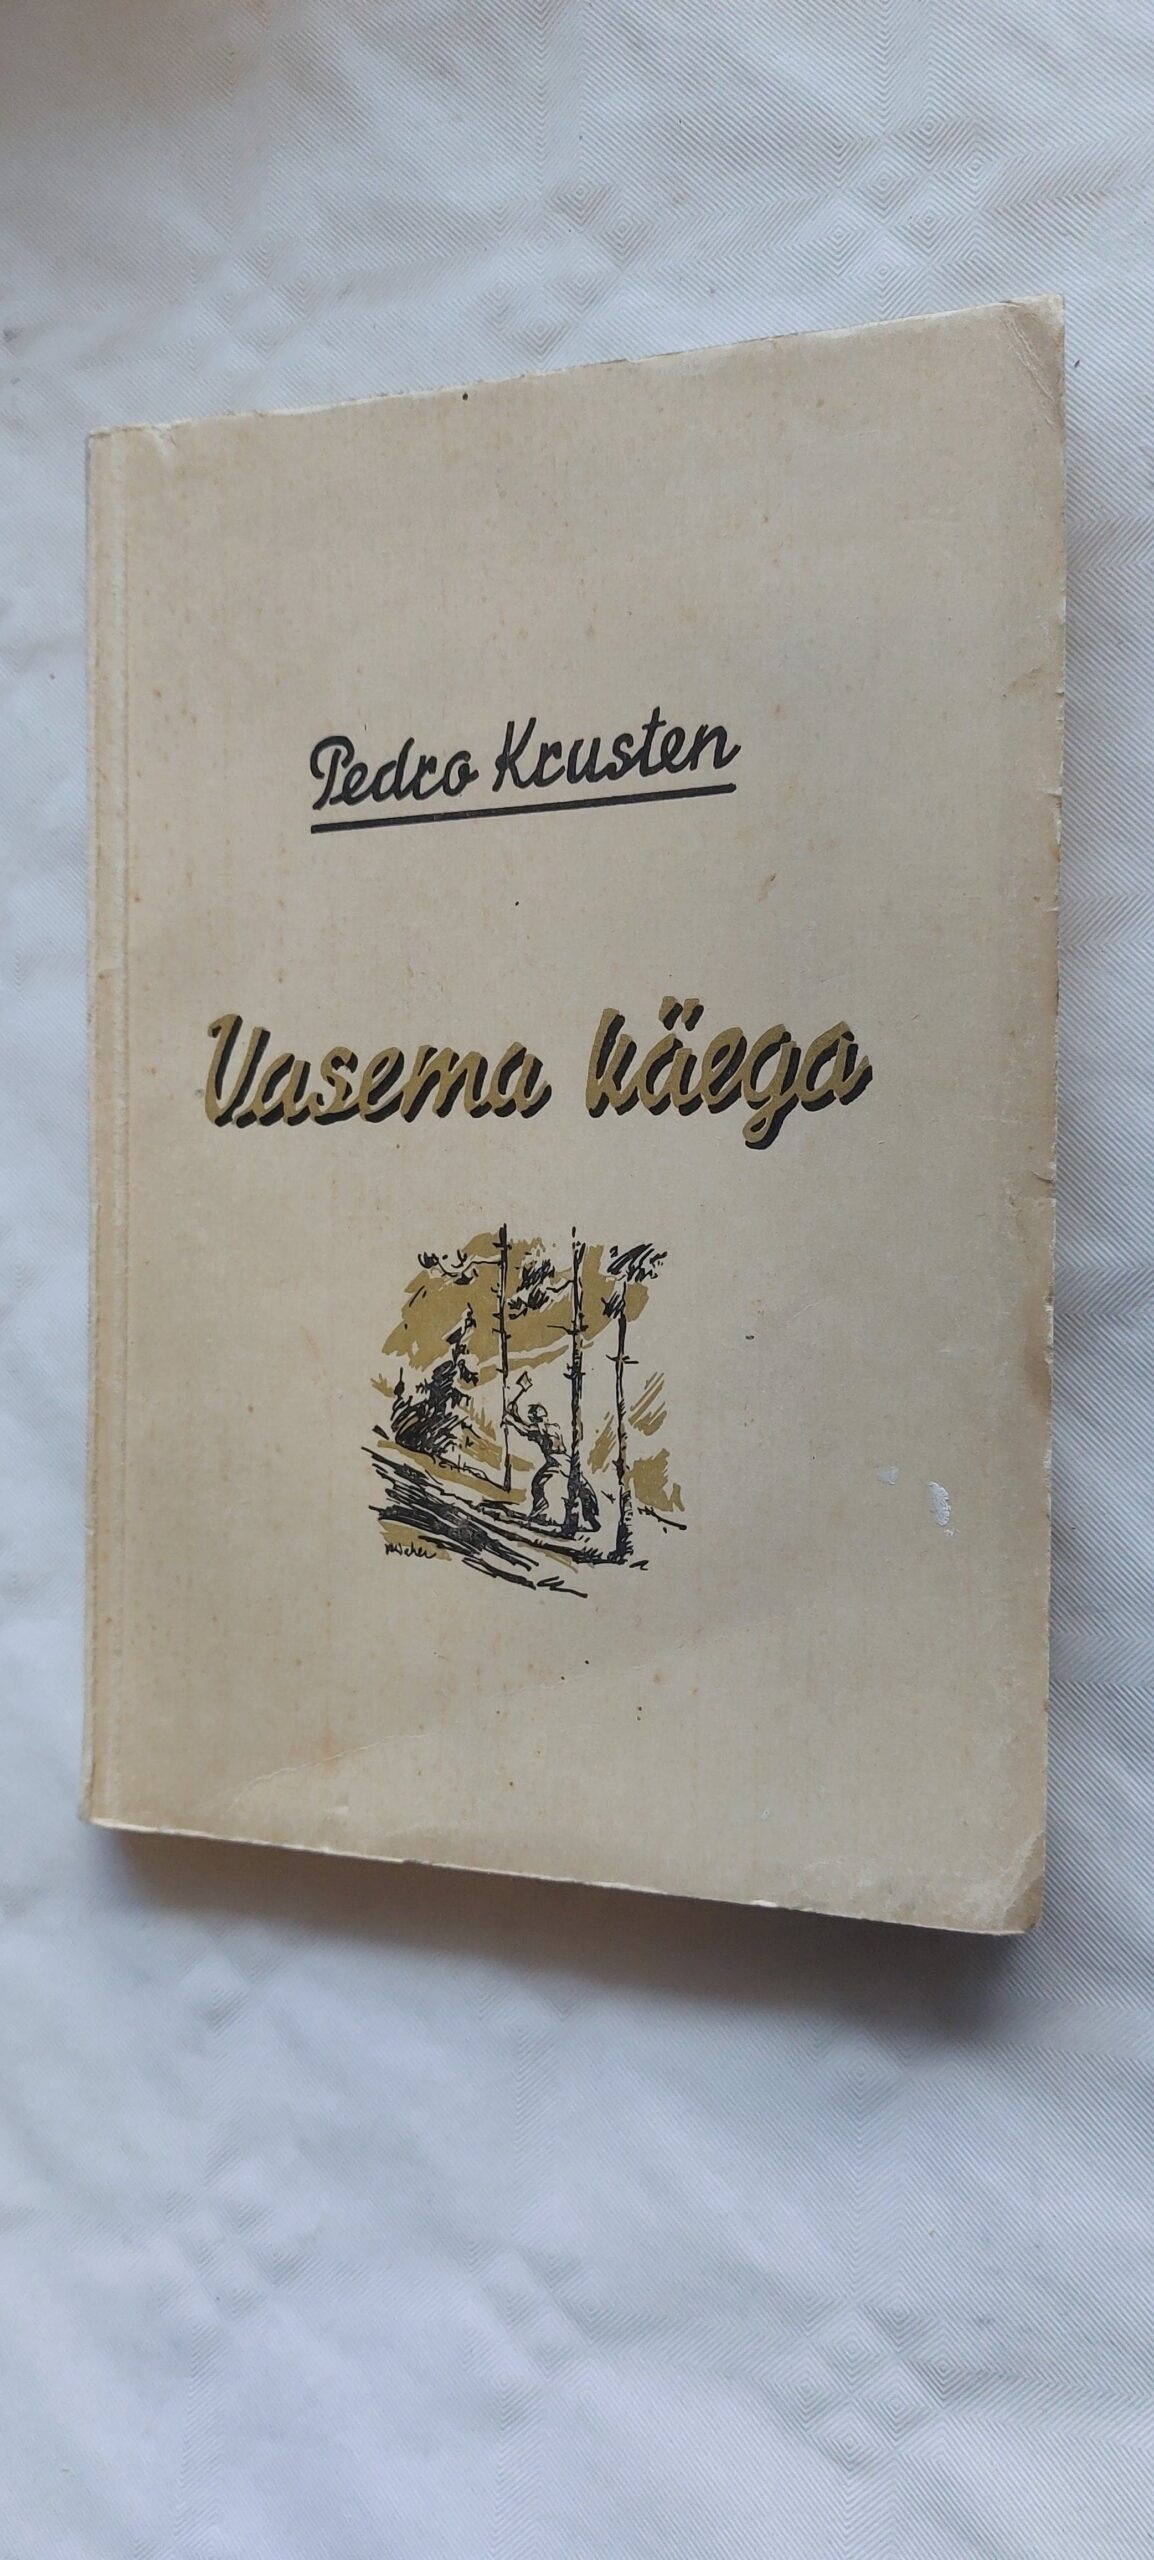 Pedro Krusten
Vasema käega